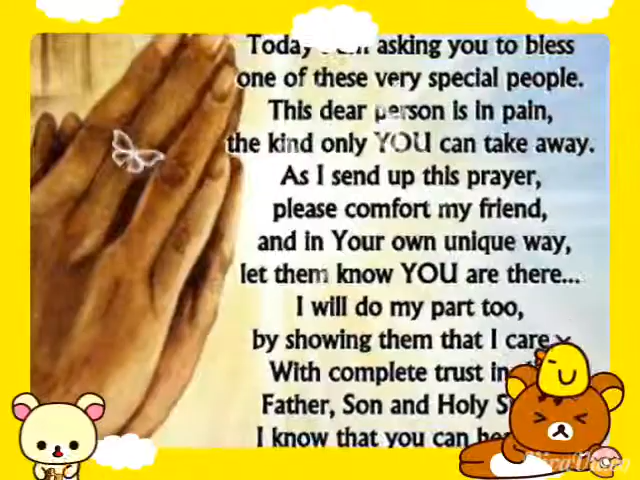 Today asking you to bless
one of these very special people.
This dear person is in pain,
the kind only YOU can take away.
As I send up this prayer,
please comfort my friend,
and in Your own unique way,
let them know YOU are there...
I will do my part too,
by showing them that I care
With complete trust in
Father, Son and Holy
I know that you can